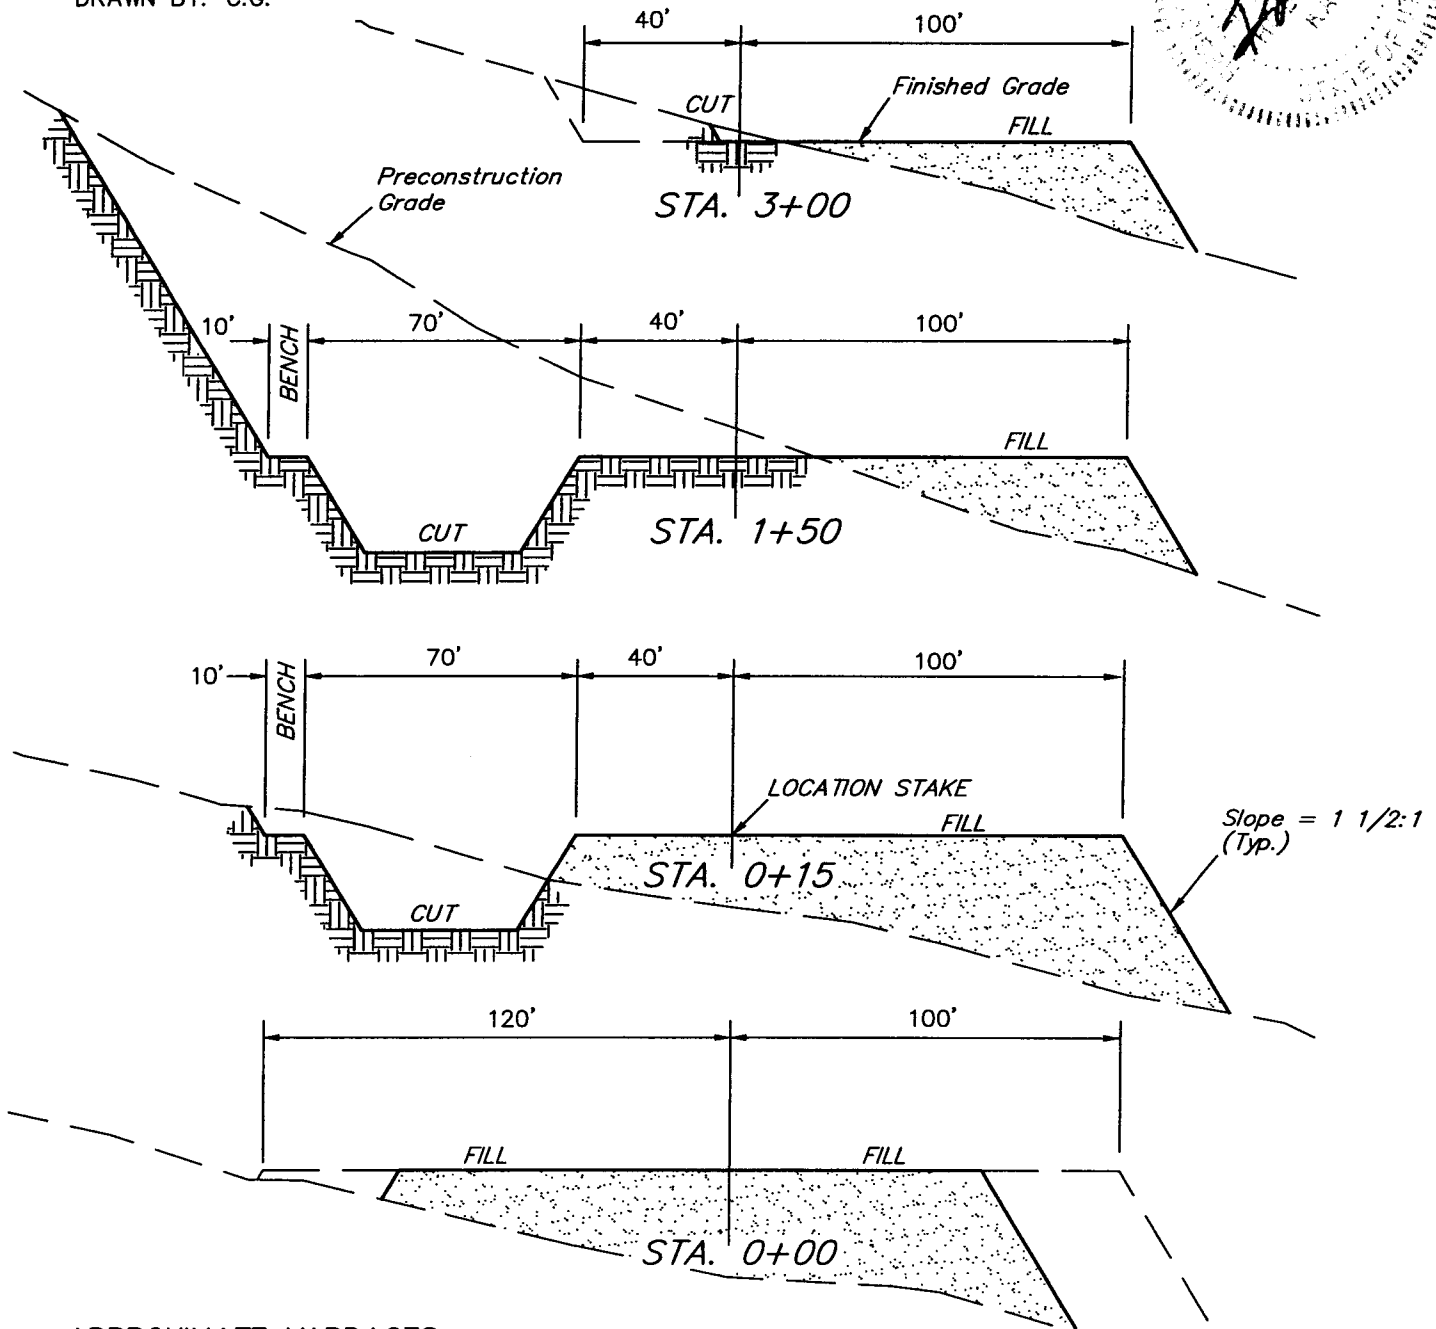 DRAWN BY: C.G.
40'
100'
CUT
Finished Grade
FILL
STA. 3+00
Preconstruction
Grade
10'
BENCH
70'
40'
100'
FILL
CUT
STA. 1+50
10'
BENCH
70'
40'
100'
LOCATION STAKE
FILL
Slope = 1 1/2:1
(Typ.)
STA. 0+15
CUT
120'
100'
FILL
FILL
STA. 0+00